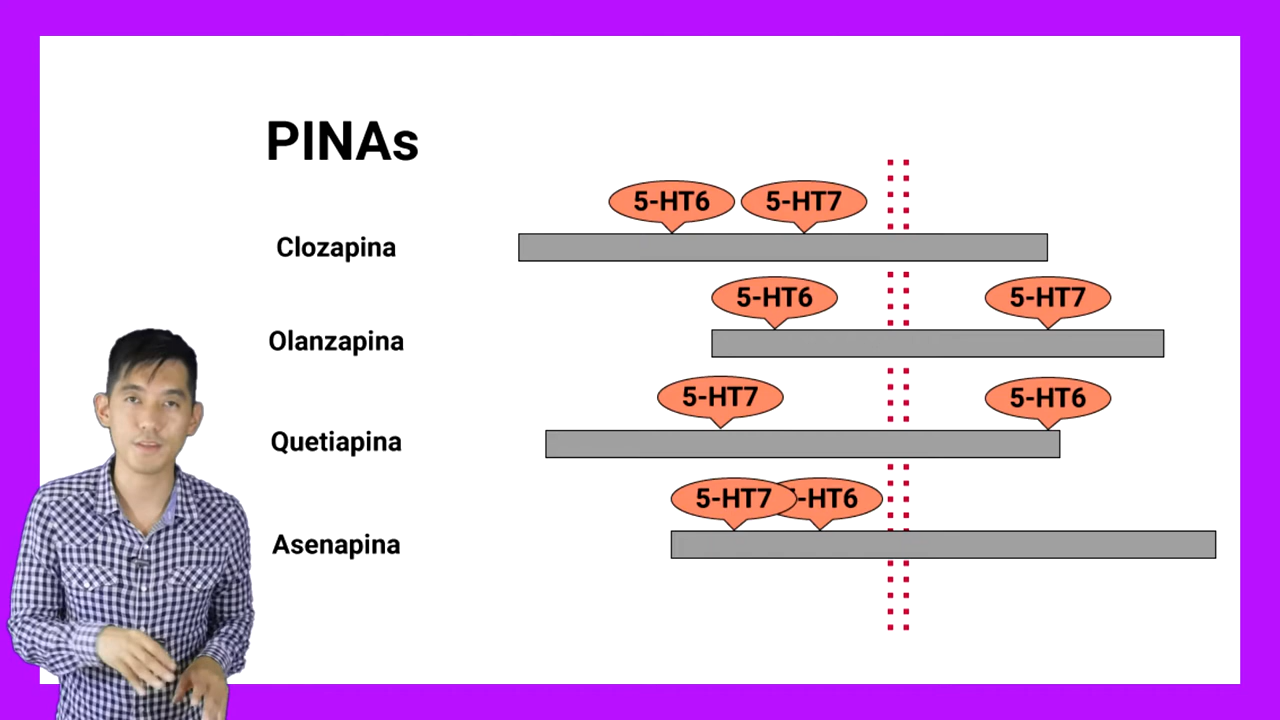 PINAs
5-HT6 5-HT7
Clozapina
5-HT6 5-HT7
Olanzapina
5-HT7 5-HT6
Quetiapina
5-HT7 -HT6
Asenapina